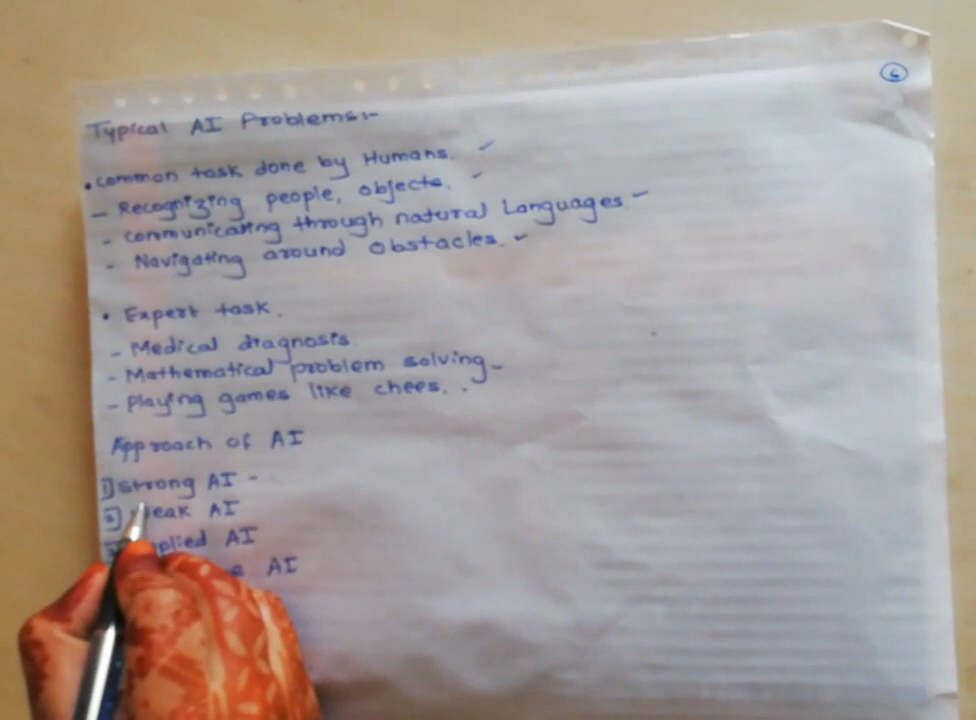 6
Typical AI Problems:-
• common task done by Humans.
- Recognizing people, objects.
- communicating through natural Languages -
- Navigating around obstacles.
• Expert task.
- Medical diagnosis
- Mathematical problem solving -
- Playing games like chees. .
Approach of AI
1] strong AI -
2] AI
AI
AI